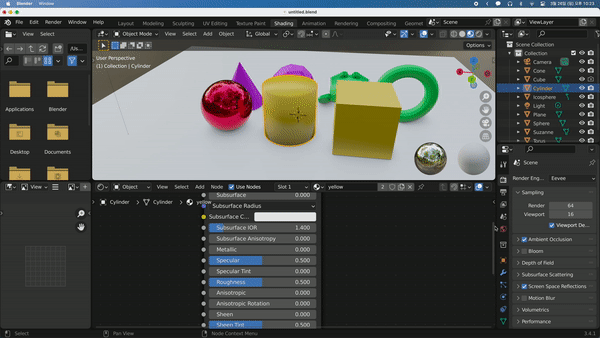 Blender File Edit Window Help
untitled.blend
File Edit Render Window Help
Layout Modeling Sculpting UV Editing Texture Paint Shading Animation Rendering Compositing Geometry
Scene
ViewLayer
Object Mode View Select Add Object
Global
Options
User Perspective
(1) Collection | Cylinder
Applications
Blender
Desktop
Documents
Scene Collection
Collection
Camera
Cone
Cube
Cylinder
Icosphere
Light
Plane
Sphere
Suzanne
Torus
View
Object View Select Add Node Use Nodes Slot 1 yellow 2
Cylinder > Cylinder > yellow
Subsurface 0.000
Subsurface Radius
Subsurface C...
Subsurface IOR 1.400
Subsurface Anisotropy 0.000
Metallic 0.000
Specular 0.500
Specular Tint 0.000
Roughness 0.500
Anisotropic 0.000
Anisotropic Rotation 0.000
Sheen 0.000
Sheen Tint 0.500
Scene
Render Eng... Eevee
Sampling
Render 64
Viewport 16
Viewport De...
Ambient Occlusion
Bloom
Depth of Field
Subsurface Scattering
Screen Space Reflections
Motion Blur
Volumetrics
Performance
Select
Pan View
Node Context Menu
3.4.1